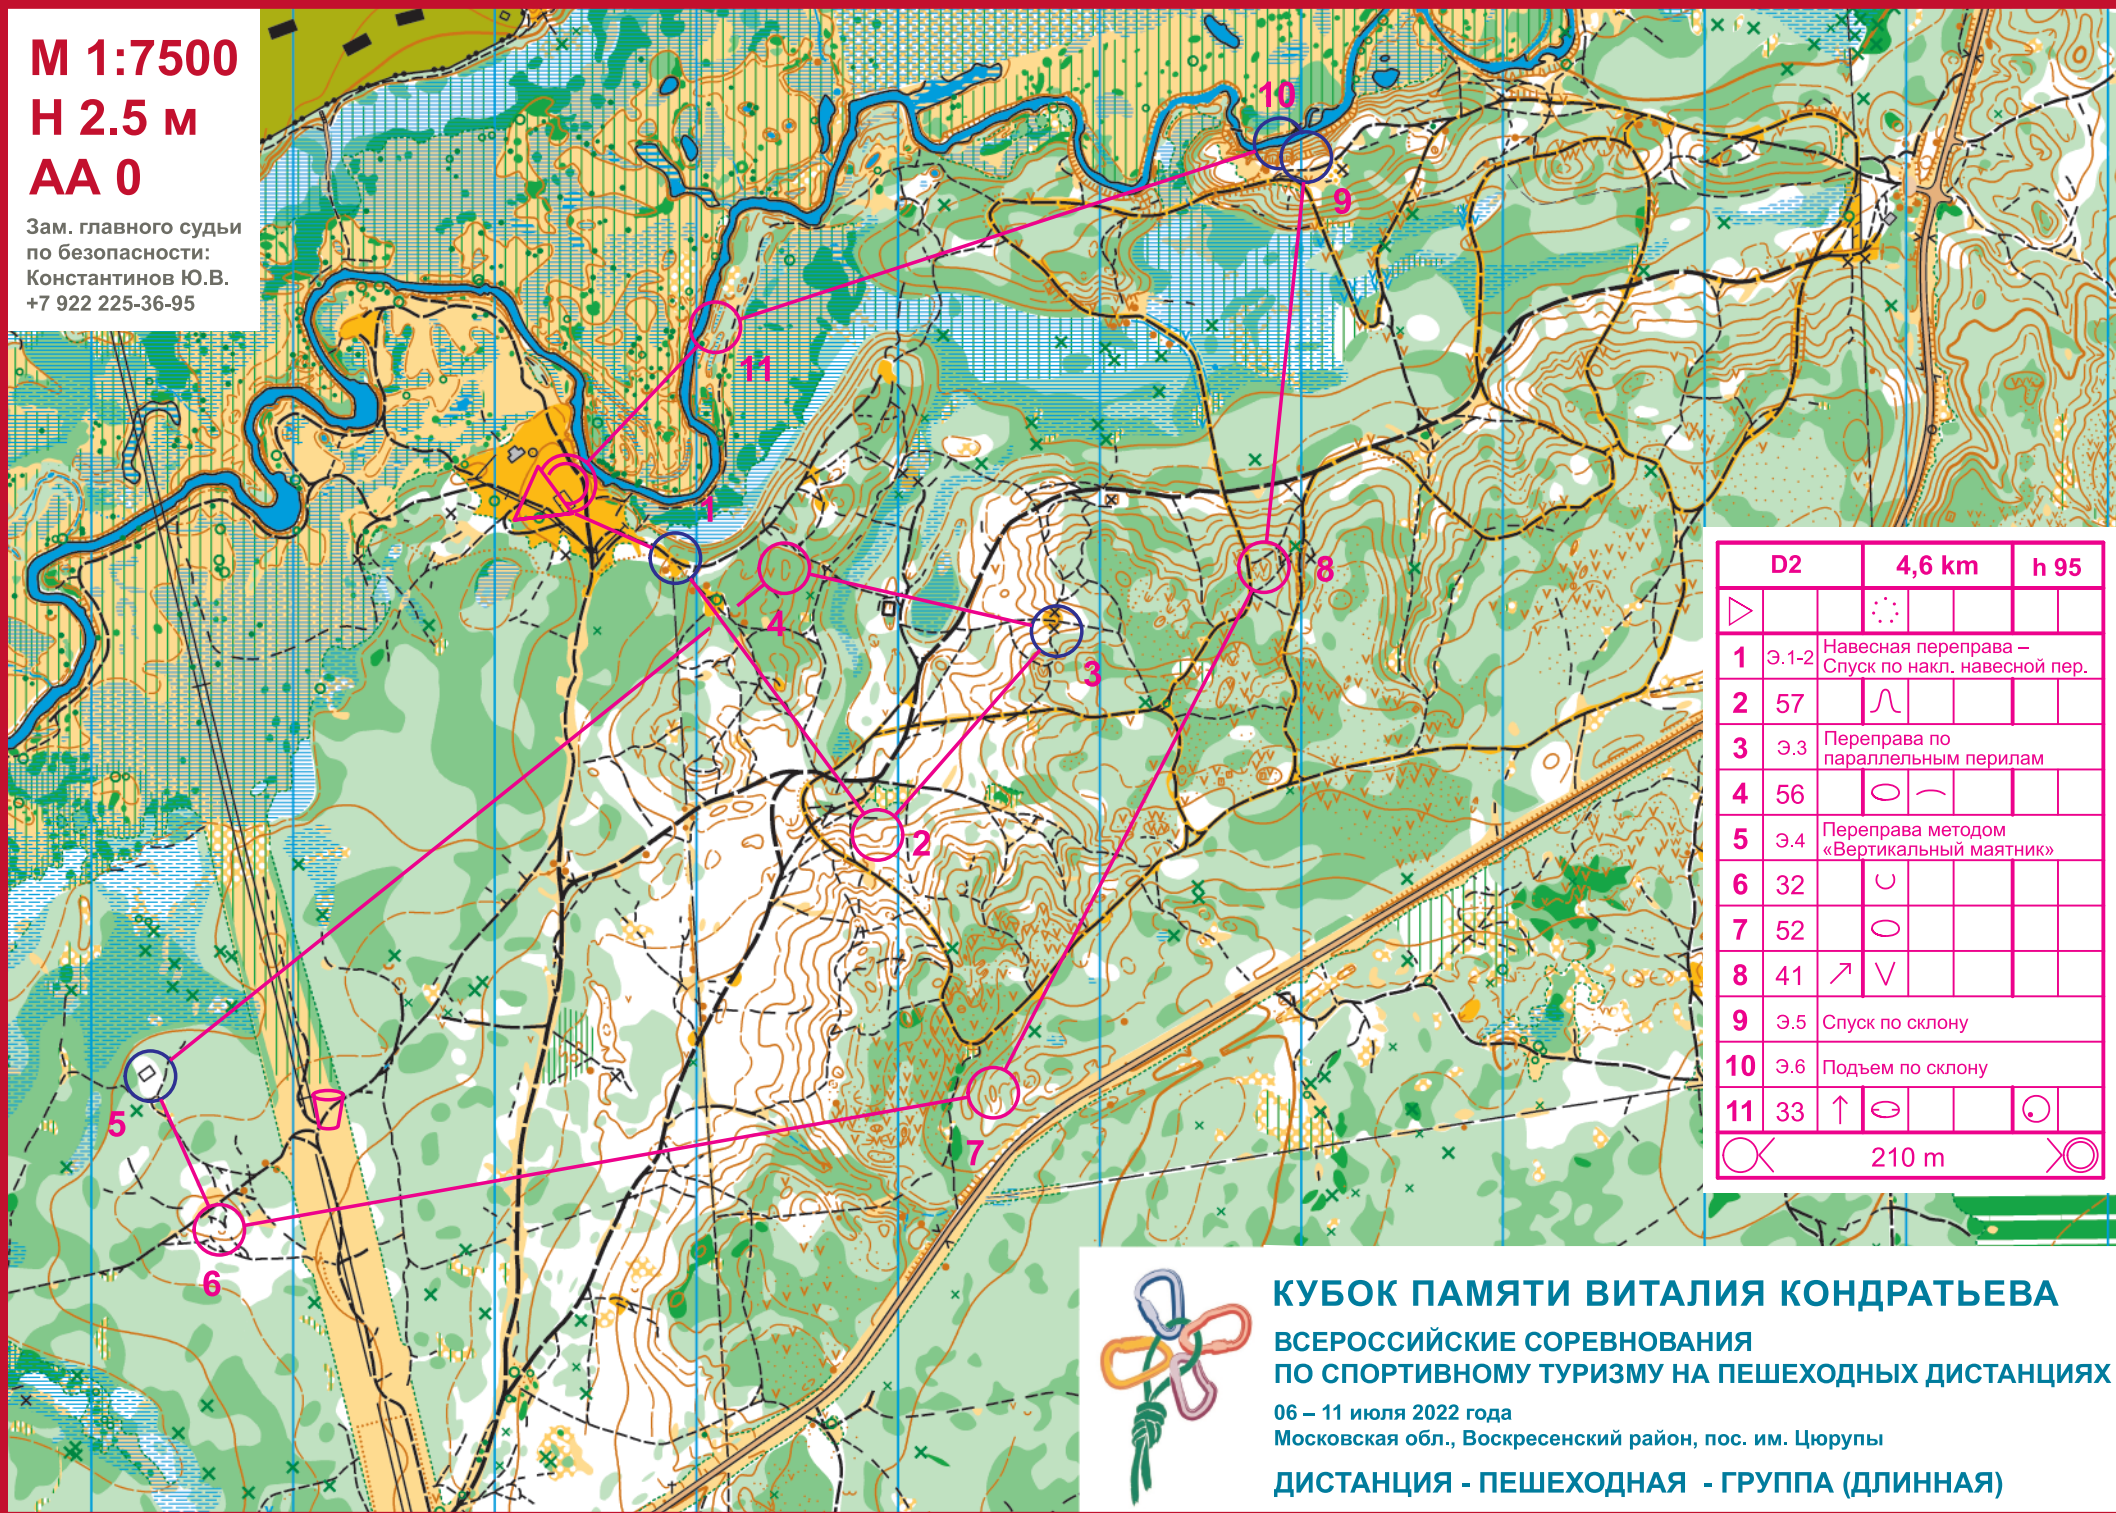 М 1:7500
Н 2.5 м
АА 0
Зам. главного судьи
по безопасности:
Константинов Ю.В.
+7 922 225-36-95
10
9
11
1
8
4
3
2
5
7
6
D2 4,6 km h 95
1 Э.1-2 Навесная переправа –
Спуск по накл. навесной пер.
2 57
3 Э.3 Переправа по
параллельным перилам
4 56
5 Э.4 Переправа методом
«Вертикальный маятник»
6 32
7 52
8 41
9 Э.5 Спуск по склону
10 Э.6 Подъем по склону
11 33
210 m
КУБОК ПАМЯТИ ВИТАЛИЯ КОНДРАТЬЕВА
ВСЕРОССИЙСКИЕ СОРЕВНОВАНИЯ
ПО СПОРТИВНОМУ ТУРИЗМУ НА ПЕШЕХОДНЫХ ДИСТАНЦИЯХ
06 – 11 июля 2022 года
Московская обл., Воскресенский район, пос. им. Цюрупы
ДИСТАНЦИЯ - ПЕШЕХОДНАЯ - ГРУППА (ДЛИННАЯ)